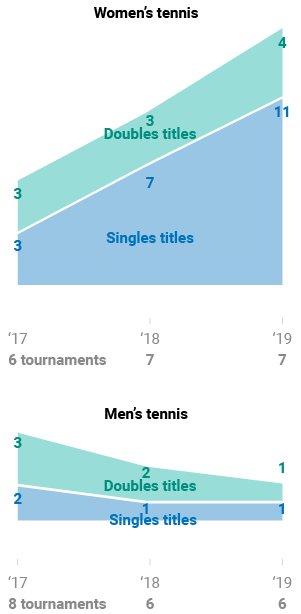 Women’s tennis
4
3
Doubles titles
11
3
7
3
Singles titles
‘17 ‘18 ‘19
6 tournaments 7 7
Men’s tennis
3
2
1
Doubles titles
2
1 1
Singles titles
‘17 ‘18 ‘19
8 tournaments 6 6